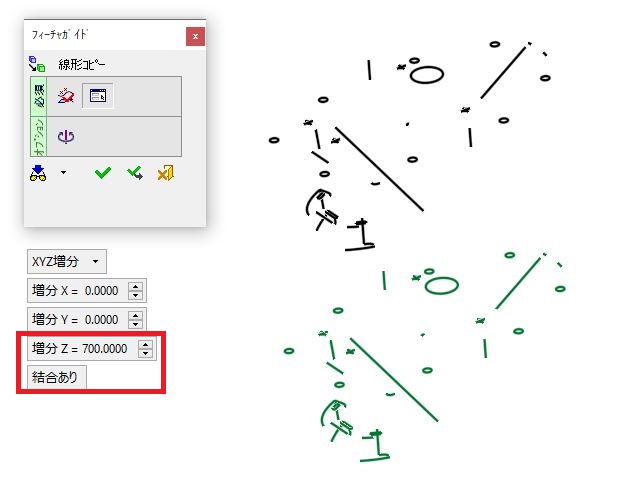 ﾌｨｰﾁｬｶﾞｲﾄﾞ
線形ｺﾋﾟｰ
必須
オプション
XYZ増分
増分 X = 0.0000
増分 Y = 0.0000
増分 Z = 700.0000
結合あり